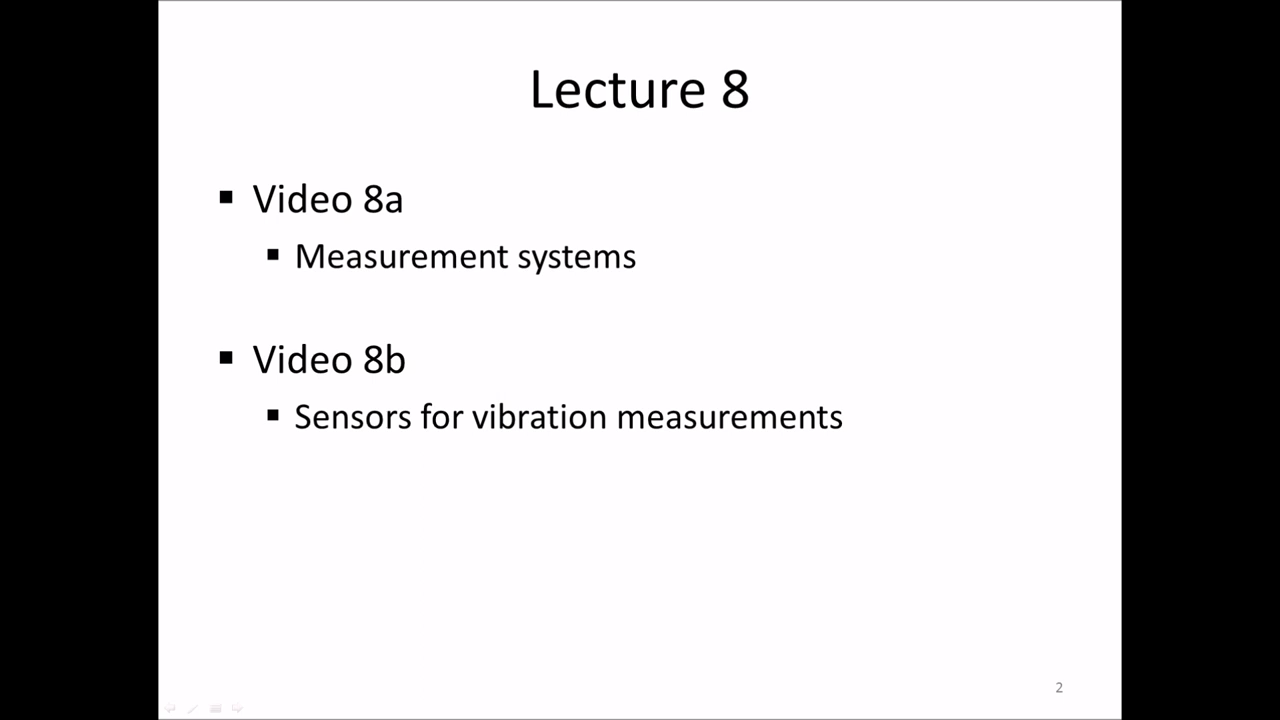 Lecture 8
▪ Video 8a
▪ Measurement systems
▪ Video 8b
▪ Sensors for vibration measurements
2